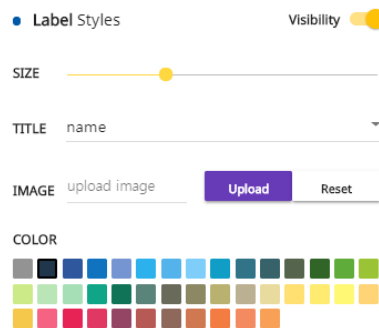 Label Styles Visibility
SIZE
TITLE name
IMAGE upload image Upload Reset
COLOR